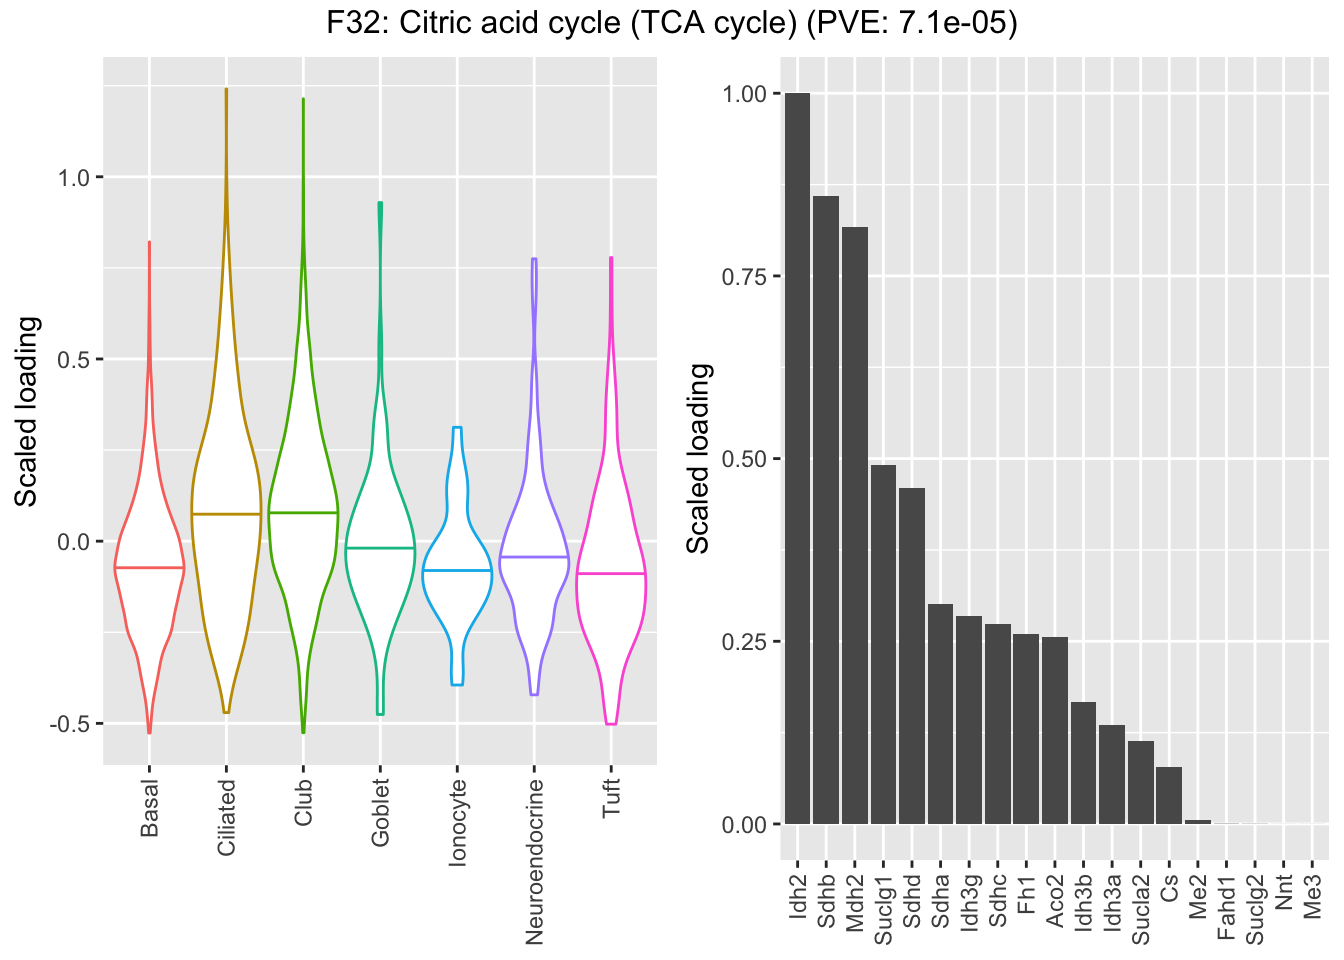 F32: Citric acid cycle (TCA cycle) (PVE: 7.1e-05)
Scaled loading
1.0
0.5
0.0
-0.5
Basal
Ciliated
Club
Goblet
Ionocyte
Neuroendocrine
Tuft
Scaled loading
1.00
0.75
0.50
0.25
0.00
Idh2
Sdhb
Mdh2
Suclg1
Sdhd
Sdha
Idh3g
Sdhc
Fh1
Aco2
Idh3b
Idh3a
Sucla2
Cs
Me2
Fahd1
Suclg2
Nnt
Me3